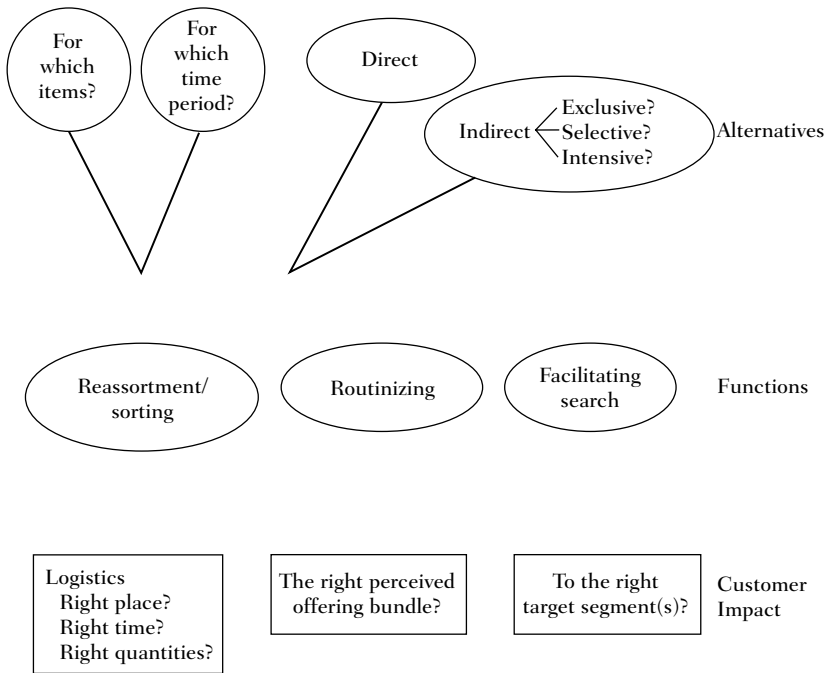 For
which
items?
For
which
time
period?
Direct
Indirect
Exclusive?
Selective?
Intensive?
Alternatives
Reassortment/
sorting
Routinizing
Facilitating
search
Functions
Logistics
Right place?
Right time?
Right quantities?
The right perceived
offering bundle?
To the right
target segment(s)?
Customer
Impact